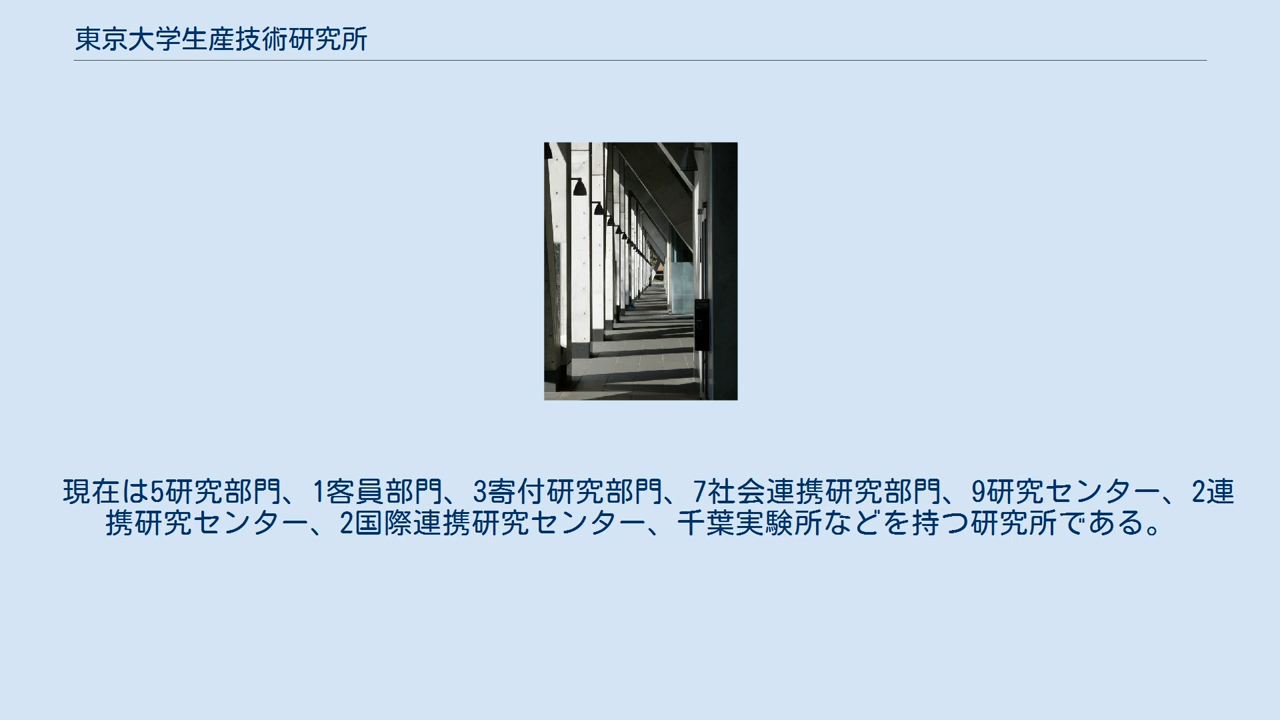 東京大学生産技術研究所
現在は5研究部門、1客員部門、3寄付研究部門、7社会連携研究部門、9研究センター、2連
携研究センター、2国際連携研究センター、千葉実験所などを持つ研究所である。